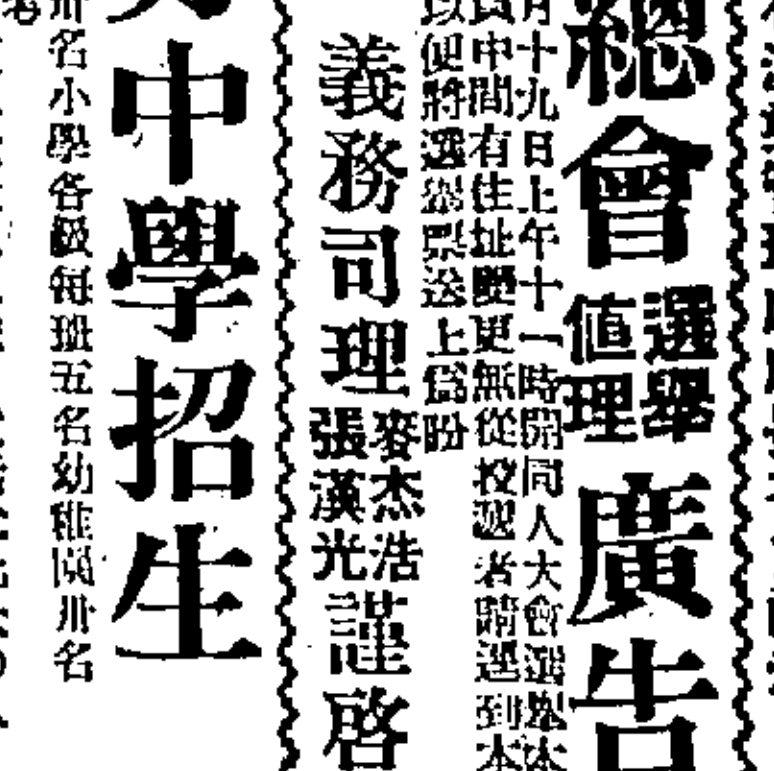 總會
選舉
值理
廣告
月十九日上午十一時開同人大會選舉本
員中間有住址變更無從投遞者請逕到本
以便將選舉票送上爲盼
義務司理
麥杰浩
張漢光
謹啓
中學招生
卅名小學各級每班五名幼稚園卅名